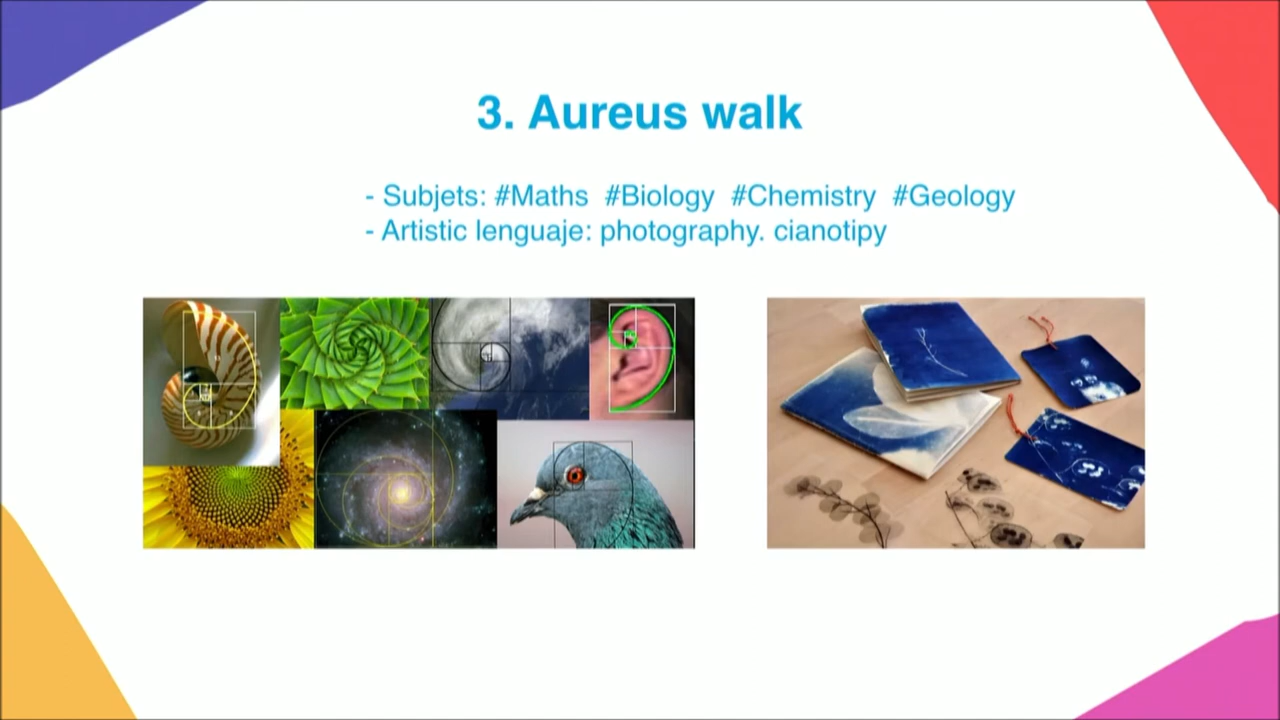 3. Aureus walk
- Subjets: #Maths #Biology #Chemistry #Geology
- Artistic lenguaje: photography. cianotipy